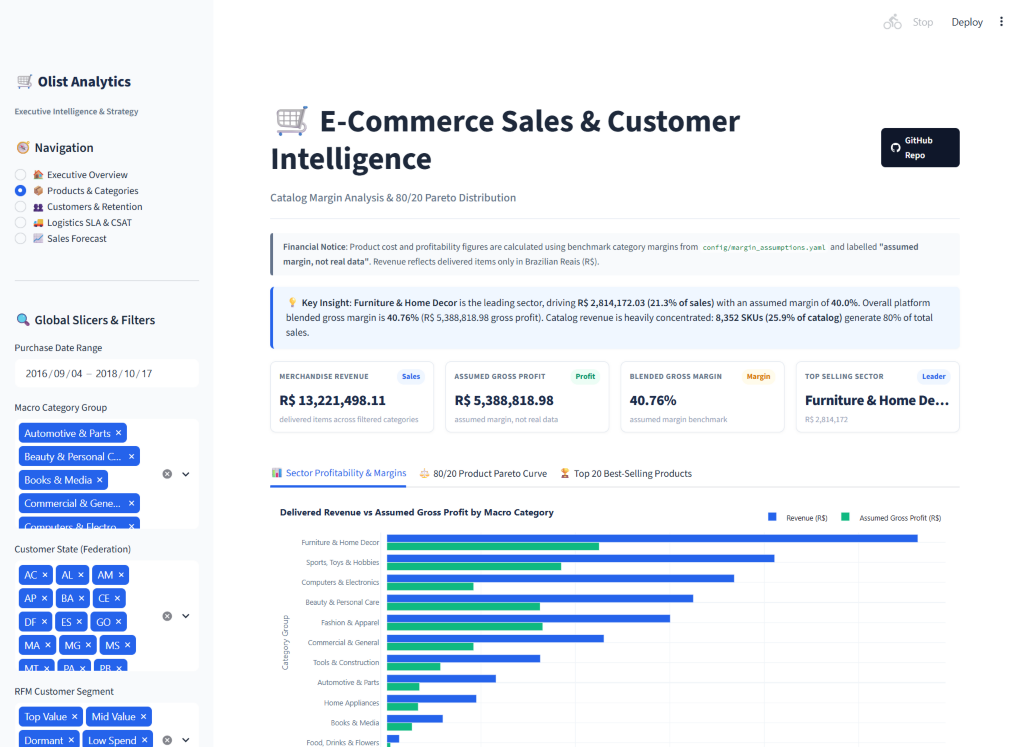 Stop
Deploy
Olist Analytics
Executive Intelligence & Strategy
Navigation
Executive Overview
Products & Categories
Customers & Retention
Logistics SLA & CSAT
Sales Forecast
Global Slicers & Filters
Purchase Date Range
2016/09/04 – 2018/10/17
Macro Category Group
Automotive & Parts ×
Beauty & Personal C... ×
Books & Media ×
Commercial & Gene... ×
Computers & Electro... ×
Customer State (Federation)
AC × AL × AM ×
AP × BA × CE ×
DF × ES × GO ×
MA × MG × MS ×
MT × PA × PB ×
RFM Customer Segment
Top Value × Mid Value ×
Dormant × Low Spend ×
E-Commerce Sales & Customer
Intelligence
GitHub
Repo
Catalog Margin Analysis & 80/20 Pareto Distribution
Financial Notice: Product cost and profitability figures are calculated using benchmark category margins from config/margin_assumptions.yaml and labelled "assumed
margin, not real data". Revenue reflects delivered items only in Brazilian Reais (R$).
Key Insight: Furniture & Home Decor is the leading sector, driving R$ 2,814,172.03 (21.3% of sales) with an assumed margin of 40.0%. Overall platform
blended gross margin is 40.76% (R$ 5,388,818.98 gross profit). Catalog revenue is heavily concentrated: 8,352 SKUs (25.9% of catalog) generate 80% of total
sales.
MERCHANDISE REVENUE Sales
R$ 13,221,498.11
delivered items across filtered categories
ASSUMED GROSS PROFIT Profit
R$ 5,388,818.98
assumed margin, not real data
BLENDED GROSS MARGIN Margin
40.76%
assumed margin benchmark
TOP SELLING SECTOR Leader
Furniture & Home De...
R$ 2,814,172
Sector Profitability & Margins
80/20 Product Pareto Curve
Top 20 Best-Selling Products
Delivered Revenue vs Assumed Gross Profit by Macro Category
Revenue (R$)
Assumed Gross Profit (R$)
Category Group
Furniture & Home Decor
Sports, Toys & Hobbies
Computers & Electronics
Beauty & Personal Care
Fashion & Apparel
Commercial & General
Tools & Construction
Automotive & Parts
Home Appliances
Books & Media
Food, Drinks & Flowers